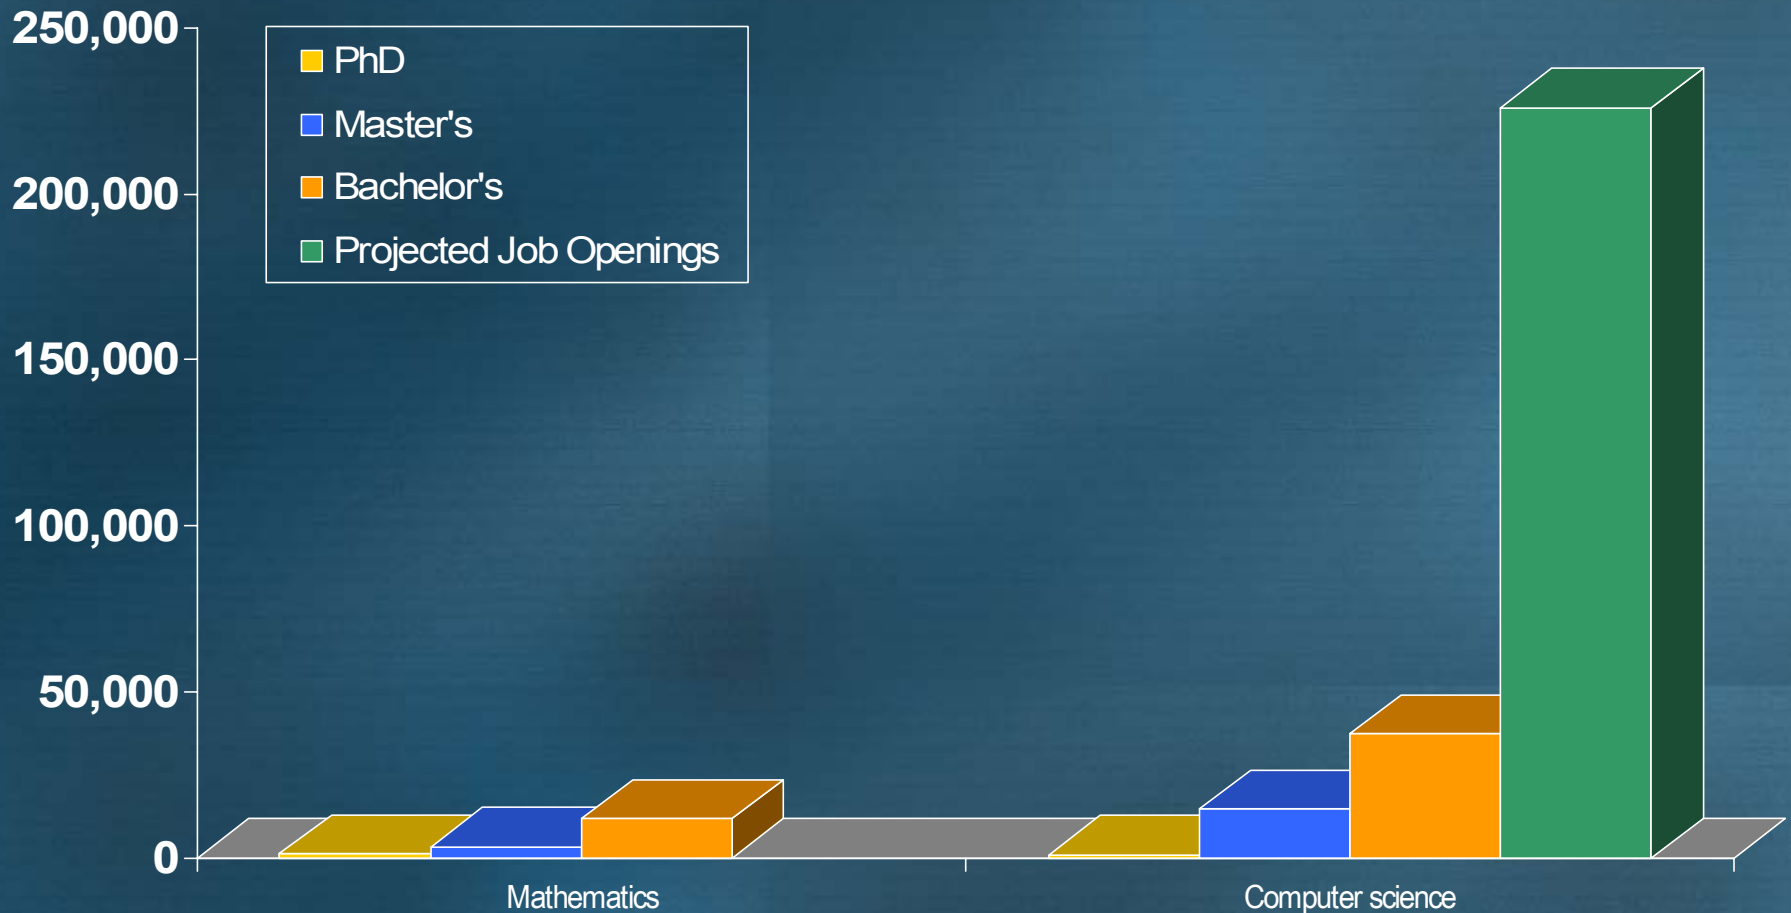 250,000
200,000
150,000
100,000
50,000
0
PhD
Master's
Bachelor's
Projected Job Openings
Mathematics
Computer science